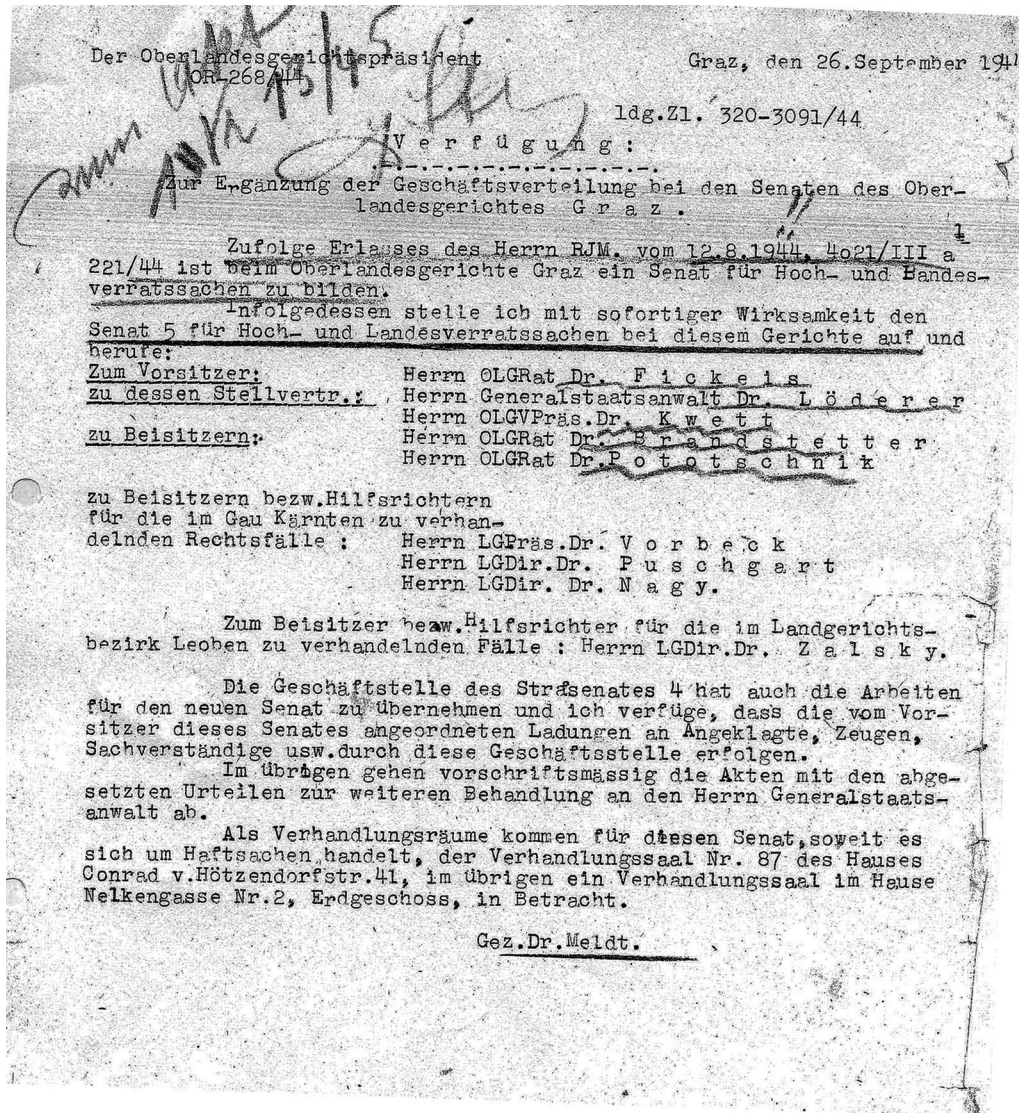 Der Oberlandesgerichtspräsident Graz, den 26.September 194
OR-268/44
ldg.Zl. 320-3091/44
V e r f ü g u n g :
Zur Ergänzung der Geschäftsverteilung bei den Senaten des Ober-
landesgerichtes G r a z .
Zufolge Erlasses des Herrn RJM. vom 12.8.1944, 4o21/III a 1
221/44 ist beim Oberlandesgerichte Graz ein Senat für Hoch- und Landes-
verratssachen zu bilden.
Infolgedessen stelle ich mit sofortiger Wirksamkeit den
Senat 5 für Hoch- und Landesverratssachen bei diesem Gerichte auf und
berufe:
Zum Vorsitzer: Herrn OLGRat Dr. F i c k e i s
zu dessen Stellvertr.: Herrn Generalstaatsanwalt Dr. L ö d e r e r
Herrn OLGVPräs.Dr. K w e t t
zu Beisitzern: Herrn OLGRat Dr. B r a n d s t e t t e r
Herrn OLGRat Dr.P o t o t s c h n i k
zu Beisitzern bezw.Hilfsrichtern
für die im Gau Kärnten zu verhan-
delnden Rechtsfälle : Herrn LGPräs.Dr. V o r b e c k
Herrn LGDir.Dr. P u s c h g a r t
Herrn LGDir. Dr. N a g y.
Zum Beisitzer bezw.Hilfsrichter für die im Landgerichts-
bezirk Leoben zu verhandelnden Fälle : Herrn LGDir.Dr. Z a l s k y.
Die Geschäftstelle des Strafsenates 4 hat auch die Arbeiten
für den neuen Senat zu übernehmen und ich verfüge, dass die vom Vor-
sitzer dieses Senates angeordneten Ladungen an Angeklagte, Zeugen,
Sachverständige usw.durch diese Geschäftsstelle erfolgen.
Im übrigen gehen vorschriftsmässig die Akten mit den abge-
setzten Urteilen zur weiteren Behandlung an den Herrn Generalstaats-
anwalt ab.
Als Verhandlungsräume kommen für diesen Senat,soweit es
sich um Haftsachen handelt, der Verhandlungssaal Nr. 87 des Hauses
Conrad v.Hötzendorfstr.41, im übrigen ein Verhandlungssaal im Hause
Nelkengasse Nr.2, Erdgeschoss, in Betracht.
Gez.Dr.Meldt.